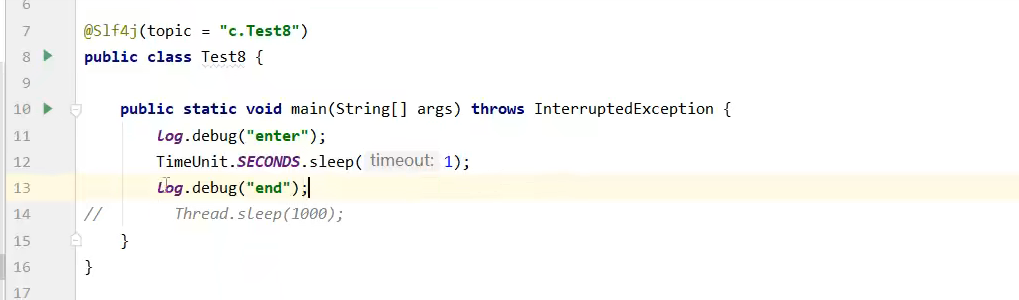 6
7 @Slf4j(topic = "c.Test8")
8 public class Test8 {
9
10 public static void main(String[] args) throws InterruptedException {
11 log.debug("enter");
12 TimeUnit.SECONDS.sleep( timeout: 1);
13 log.debug("end");
14 // Thread.sleep(1000);
15 }
16 }
17